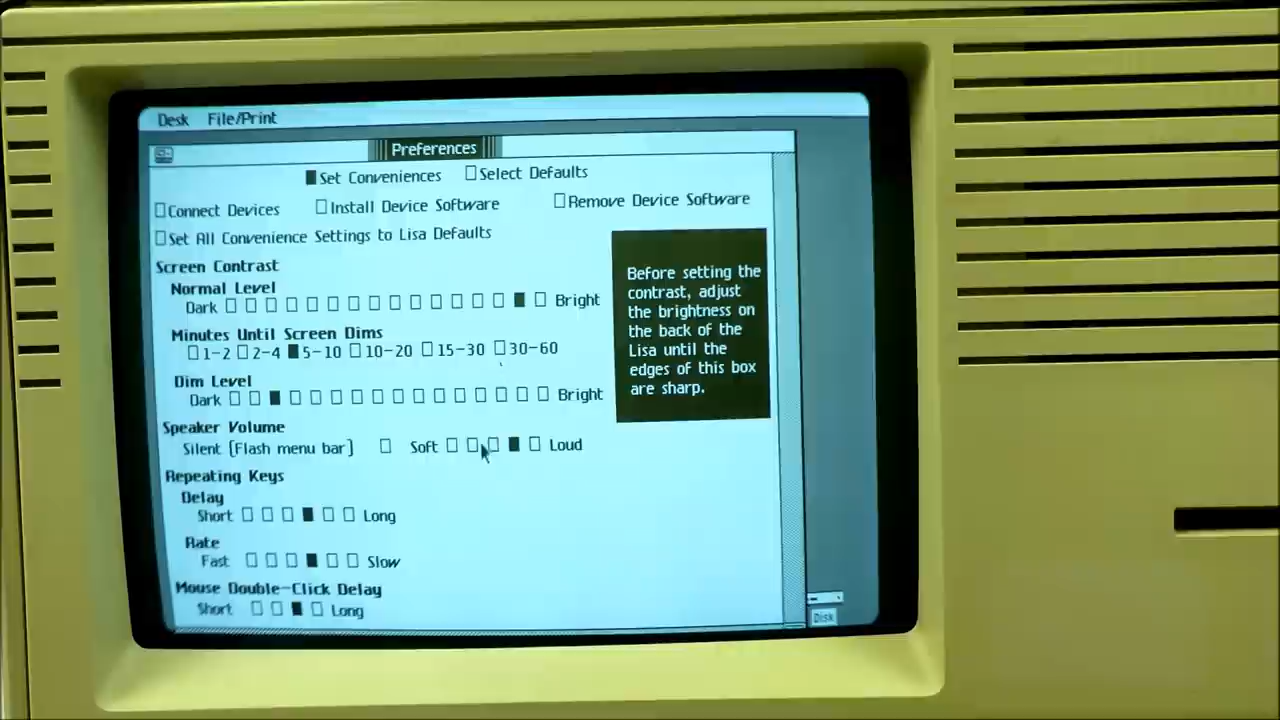 Desk File/Print
Preferences
Set Conveniences Select Defaults
Connect Devices Install Device Software Remove Device Software
Set All Convenience Settings to Lisa Defaults
Screen Contrast
Normal Level
Dark Bright
Minutes Until Screen Dims
1-2 2-4 5-10 10-20 15-30 30-60
Dim Level
Dark Bright
Speaker Volume
Silent [Flash menu bar] Soft Loud
Repeating Keys
Delay
Short Long
Rate
Fast Slow
Mouse Double-Click Delay
Short Long
Before setting the
contrast, adjust
the brightness on
the back of the
Lisa until the
edges of this box
are sharp.
Disk